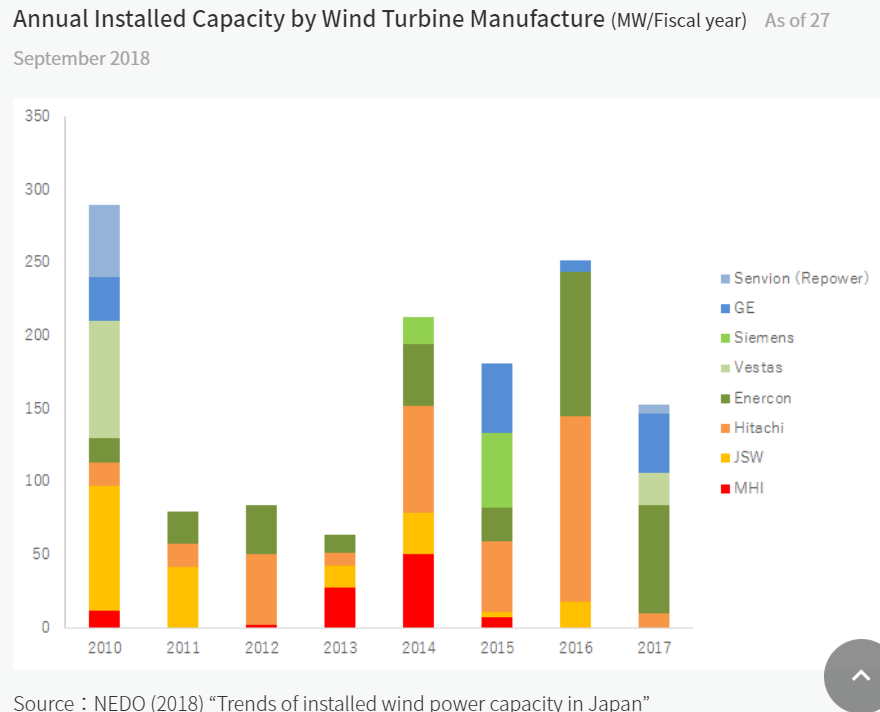 Annual Installed Capacity by Wind Turbine Manufacture (MW/Fiscal year) As of 27
September 2018
350
300
250
200
150
100
50
0
2010 2011 2012 2013 2014 2015 2016 2017
Senvion (Repower)
GE
Siemens
Vestas
Enercon
Hitachi
JSW
MHI
Source：NEDO (2018) “Trends of installed wind power capacity in Japan”